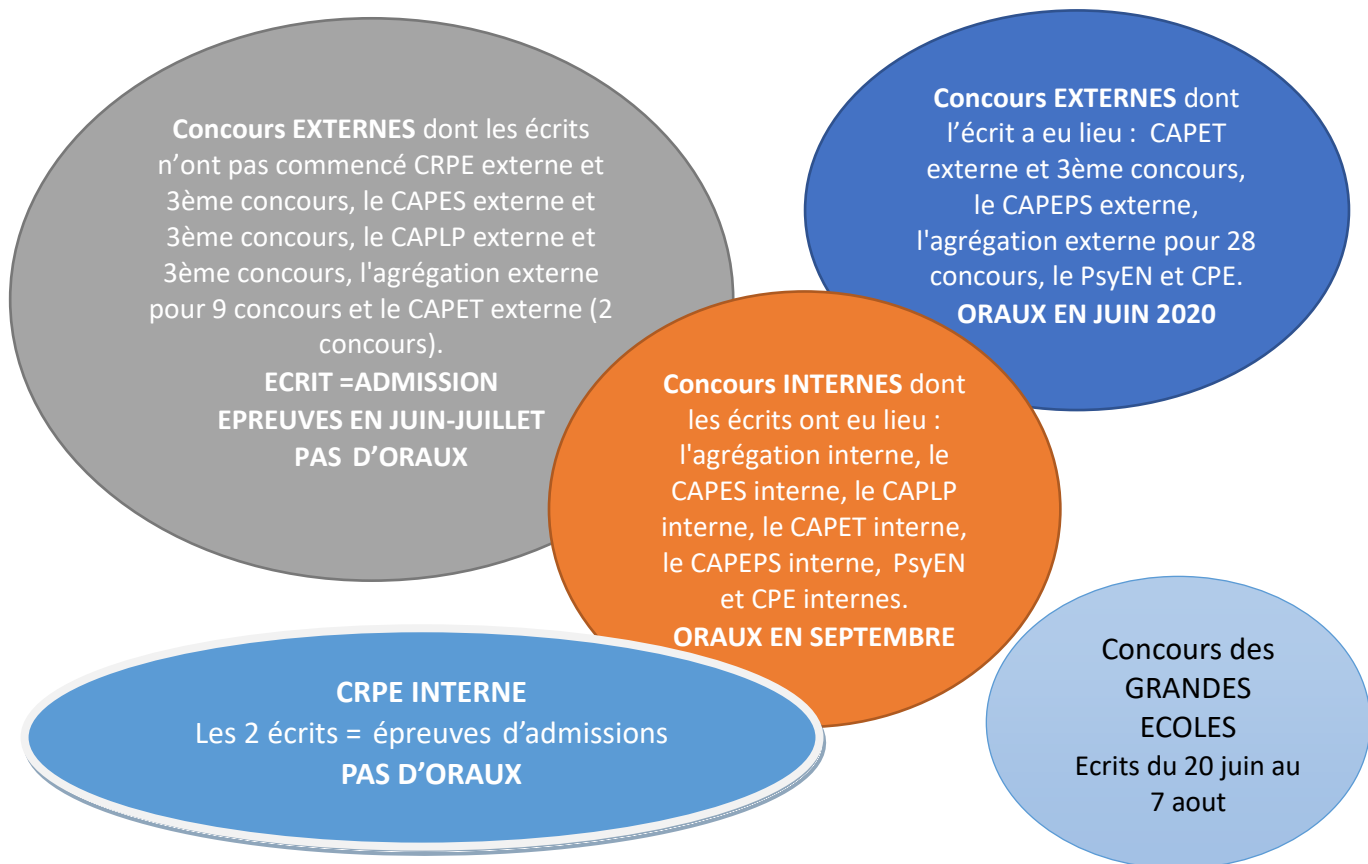 Concours EXTERNES dont les écrits
n’ont pas commencé CRPE externe et
3ème concours, le CAPES externe et
3ème concours, le CAPLP externe et
3ème concours, l'agrégation externe
pour 9 concours et le CAPET externe (2
concours).
ECRIT =ADMISSION
EPREUVES EN JUIN-JUILLET
PAS D’ORAUX
Concours EXTERNES dont
l’écrit a eu lieu : CAPET
externe et 3ème concours,
le CAPEPS externe,
l'agrégation externe pour 28
concours, le PsyEN et CPE.
ORAUX EN JUIN 2020
Concours INTERNES dont
les écrits ont eu lieu :
l'agrégation interne, le
CAPES interne, le CAPLP
interne, le CAPET interne,
le CAPEPS interne, PsyEN
et CPE internes.
ORAUX EN SEPTEMBRE
CRPE INTERNE
Les 2 écrits = épreuves d’admissions
PAS D’ORAUX
Concours des
GRANDES
ECOLES
Ecrits du 20 juin au
7 aout